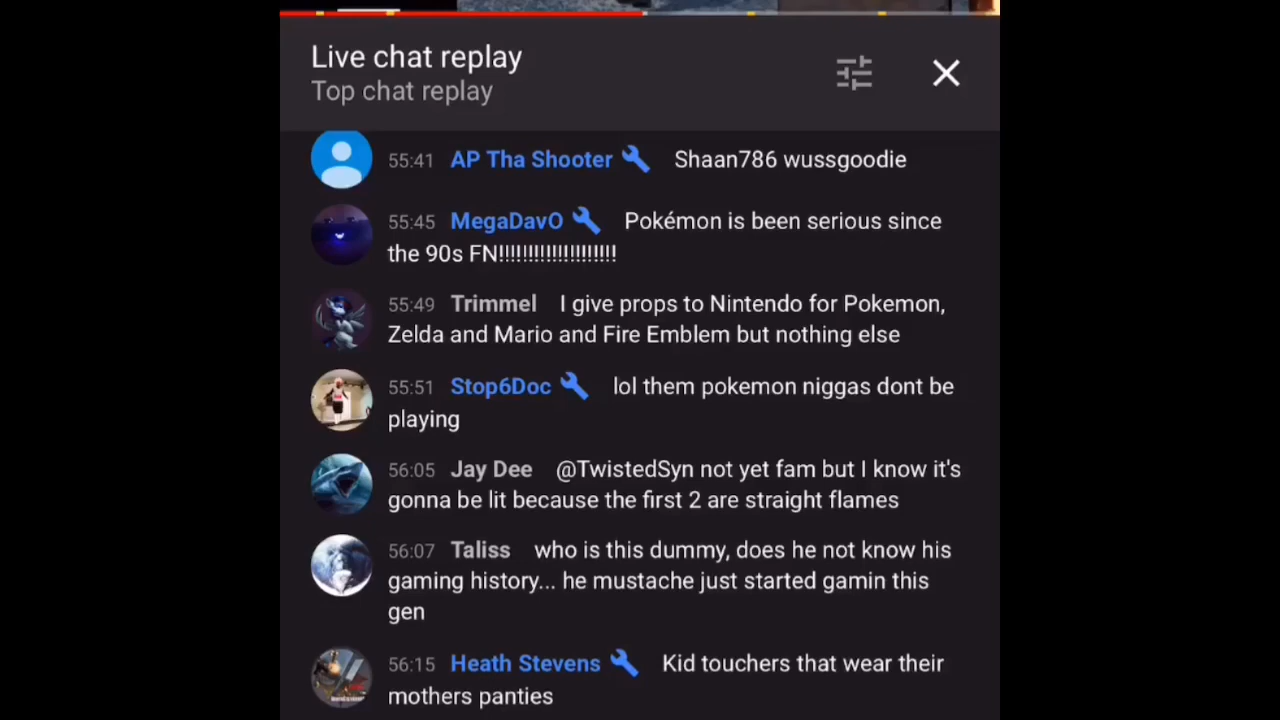 Live chat replay
Top chat replay
55:41 AP Tha Shooter Shaan786 wussgoodie
55:45 MegaDavO Pokémon is been serious since
the 90s FN!!!!!!!!!!!!!!!!!!!!
55:49 Trimmel I give props to Nintendo for Pokemon,
Zelda and Mario and Fire Emblem but nothing else
55:51 Stop6Doc lol them pokemon niggas dont be
playing
56:05 Jay Dee @TwistedSyn not yet fam but I know it's
gonna be lit because the first 2 are straight flames
56:07 Taliss who is this dummy, does he not know his
gaming history... he mustache just started gamin this
gen
56:15 Heath Stevens Kid touchers that wear their
mothers panties